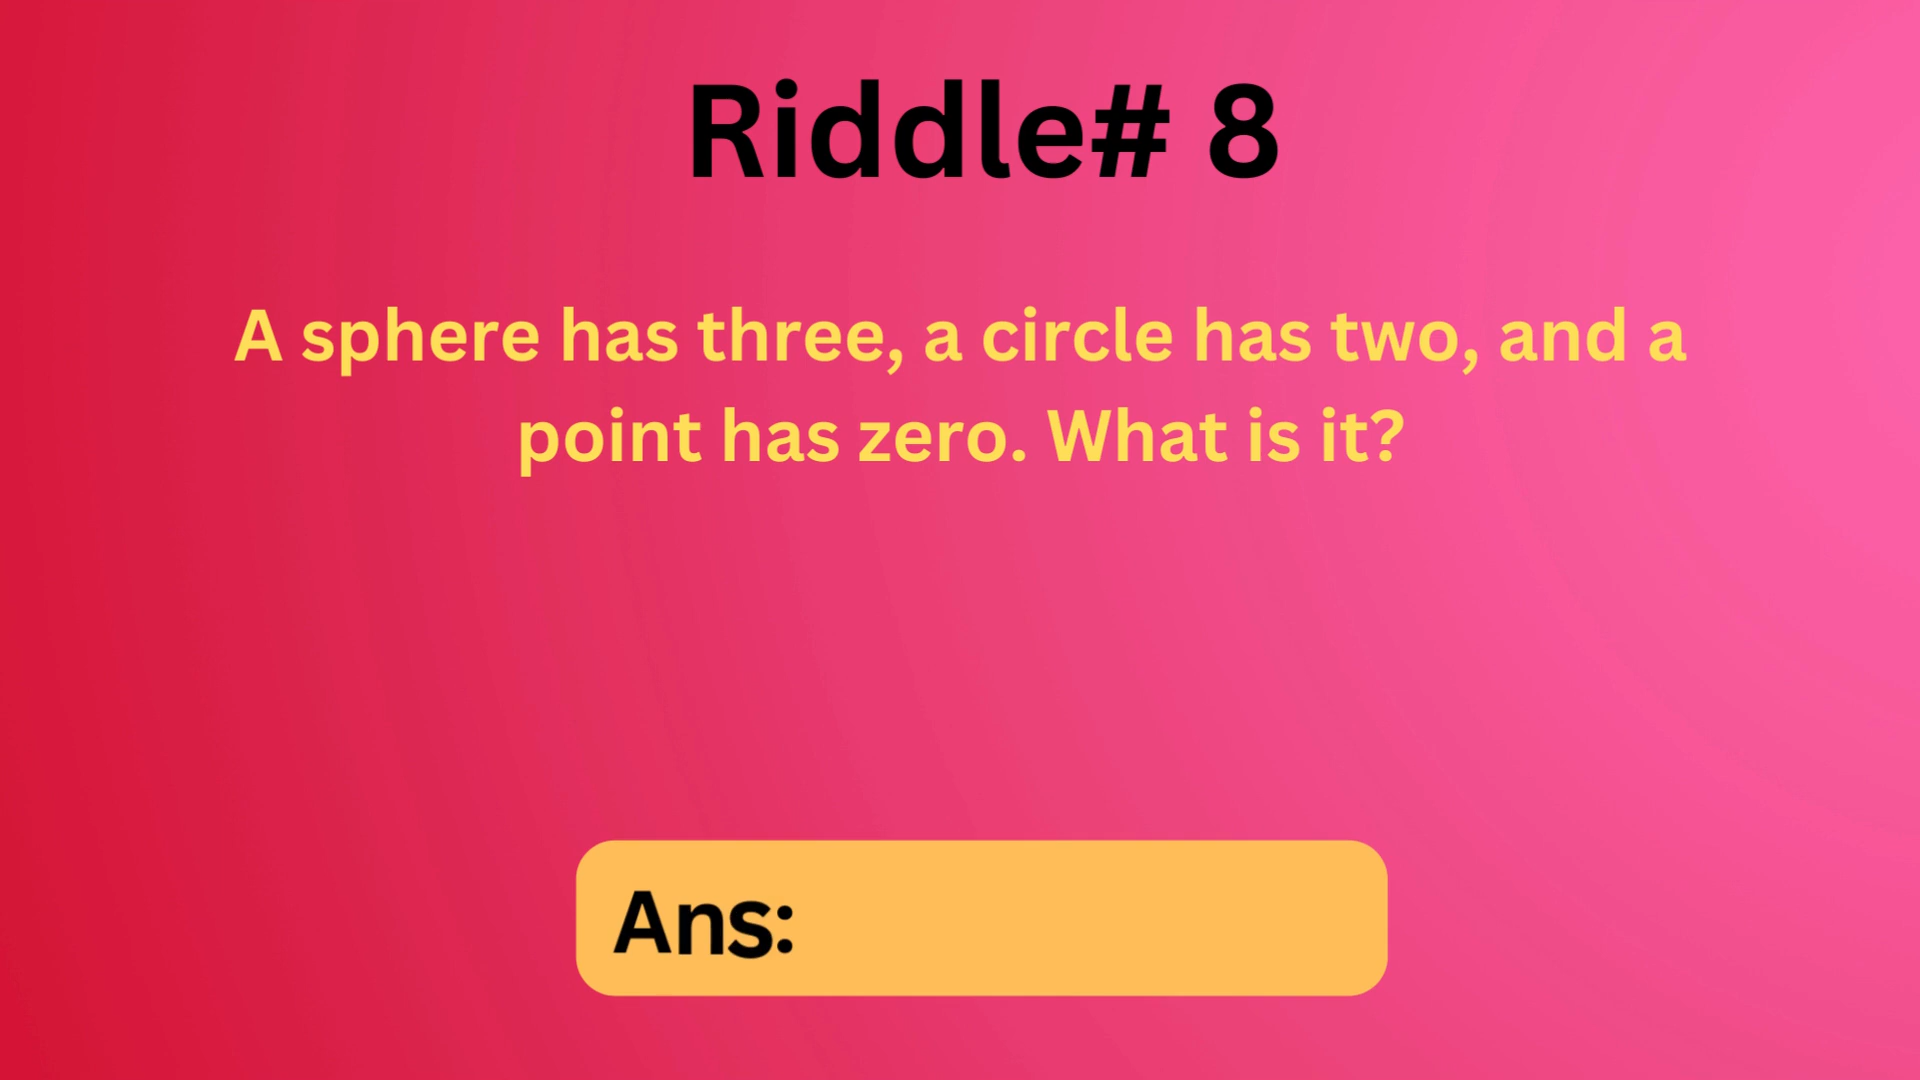 Riddle# 8
A sphere has three, a circle has two, and a
point has zero. What is it?
Ans: